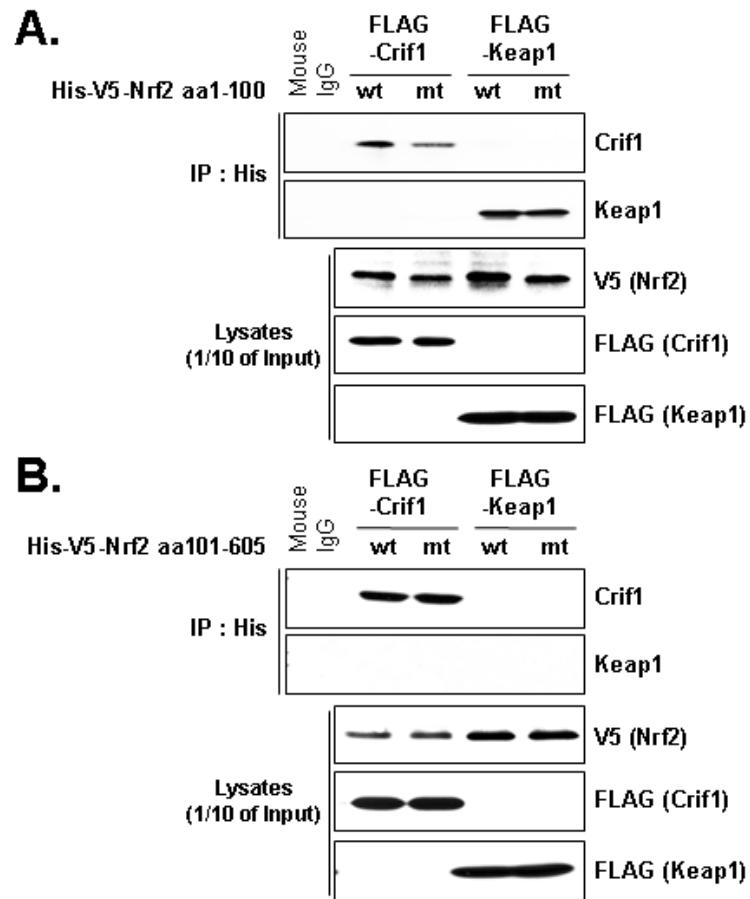 A.
Mouse
IgG
FLAG
-Crif1
FLAG
-Keap1
His-V5-Nrf2 aa1-100
wt mt wt mt
IP : His
Crif1
Keap1
Lysates
(1/10 of Input)
V5 (Nrf2)
FLAG (Crif1)
FLAG (Keap1)
B.
Mouse
IgG
FLAG
-Crif1
FLAG
-Keap1
His-V5-Nrf2 aa101-605
wt mt wt mt
IP : His
Crif1
Keap1
Lysates
(1/10 of Input)
V5 (Nrf2)
FLAG (Crif1)
FLAG (Keap1)